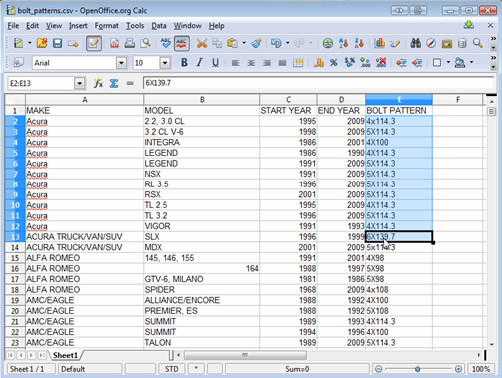 bolt_patterns.csv - OpenOffice.org Calc
File Edit View Insert Format Tools Data Window Help
Arial 10
E2:E13 6X139.7
A B C D E F
1 MAKE MODEL START YEAR END YEAR BOLT PATTERN
2 Acura 2.2, 3.0 CL 1995 2009 4x114.3
3 Acura 3.2 CL V-6 1998 2009 5X114.3
4 Acura INTEGRA 1986 2001 4X100
5 Acura LEGEND 1986 1990 4X114.3
6 Acura LEGEND 1991 2009 5X114.3
7 Acura NSX 1991 2009 5X114.3
8 Acura RL 3.5 1996 2009 5X114.3
9 Acura RSX 2001 2009 5X114.3
10 Acura TL 2.5 1995 2009 4X114.3
11 Acura TL 3.2 1996 2009 5X114.3
12 Acura VIGOR 1991 1993 4X114.3
13 ACURA TRUCK/VAN/SUV SLX 1996 1999 6X139.7
14 ACURA TRUCK/VAN/SUV MDX 2001 2009 5x114.3
15 ALFA ROMEO 145, 146, 155 1991 2001 4X98
16 ALFA ROMEO 164 1988 1997 5X98
17 ALFA ROMEO GTV-6, MILANO 1981 1986 5X98
18 ALFA ROMEO SPIDER 1968 2009 4x108
19 AMC/EAGLE ALLIANCE/ENCORE 1988 1992 4X100
20 AMC/EAGLE PREMIER, ES 1988 1992 5X108
21 AMC/EAGLE SUMMIT 1989 1993 4X114.3
22 AMC/EAGLE SUMMIT 1994 1996 4X100
23 AMC/EAGLE TALON 1989 1998 5X114.3
Sheet1
Sheet 1 / 1 Default STD * Sum=0 100%